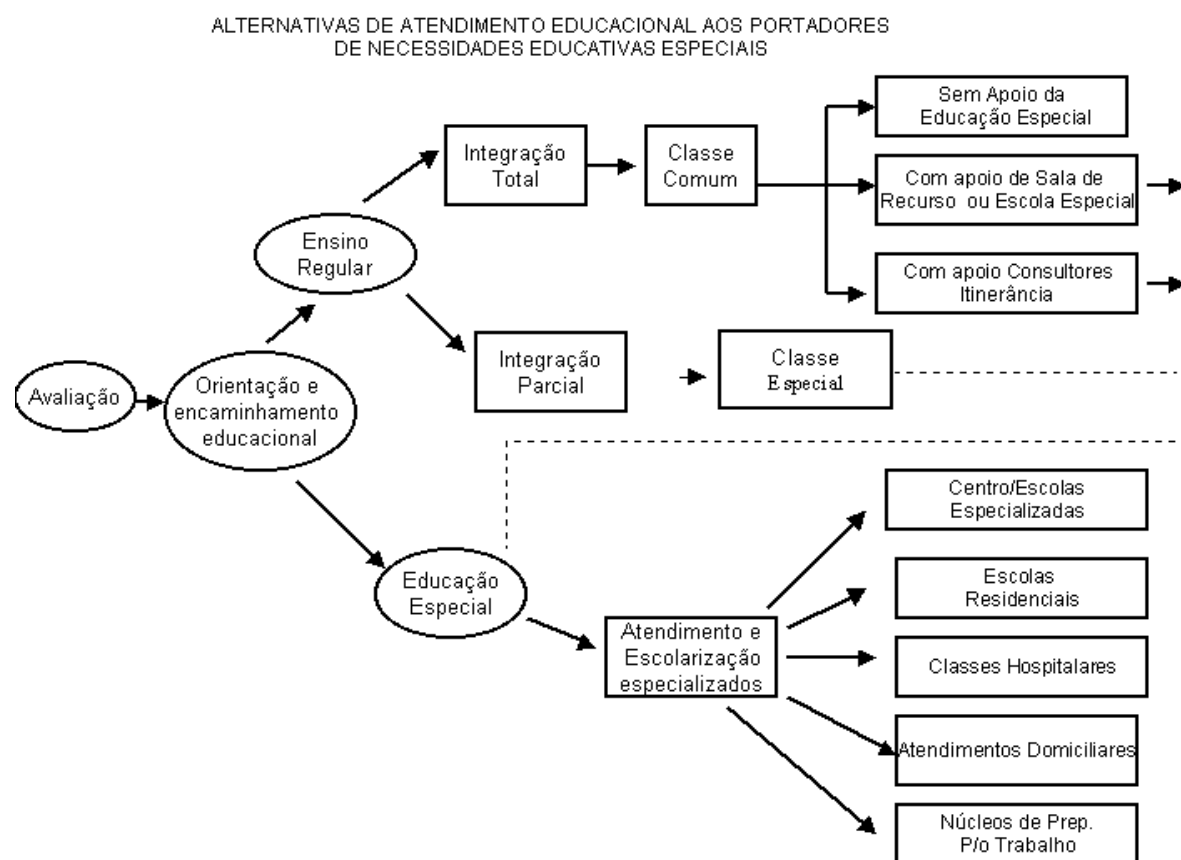 ALTERNATIVAS DE ATENDIMENTO EDUCACIONAL AOS PORTADORES
DE NECESSIDADES EDUCATIVAS ESPECIAIS
Sem Apoio da
Educação Especial
Integração
Total
Classe
Comum
Com apoio de Sala de
Recurso ou Escola Especial
Ensino
Regular
Com apoio Consultores
Itinerância
Integração
Parcial
Classe
Especial
Avaliação
Orientação e
encaminhamento
educacional
Centro/Escolas
Especializadas
Educação
Especial
Escolas
Residenciais
Atendimento e
Escolarização
especializados
Classes Hospitalares
Atendimentos Domiciliares
Núcleos de Prep.
P/o Trabalho